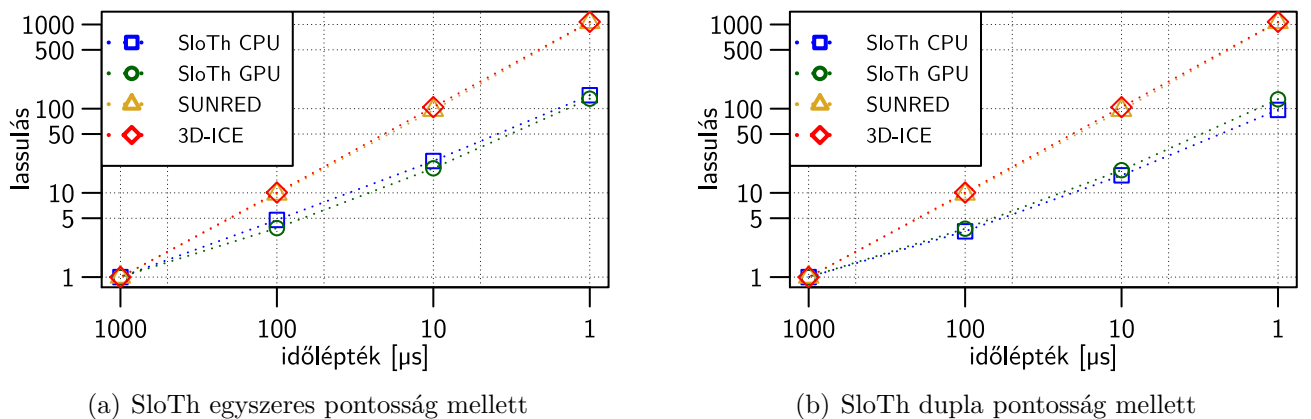 1000
500
100
50
10
5
1
lassulás
SloTh CPU
SloTh GPU
SUNRED
3D-ICE
1000 100 10 1
időlépték [µs]
(a) SloTh egyszeres pontosság mellett
1000
500
100
50
10
5
1
lassulás
SloTh CPU
SloTh GPU
SUNRED
3D-ICE
1000 100 10 1
időlépték [µs]
(b) SloTh dupla pontosság mellett